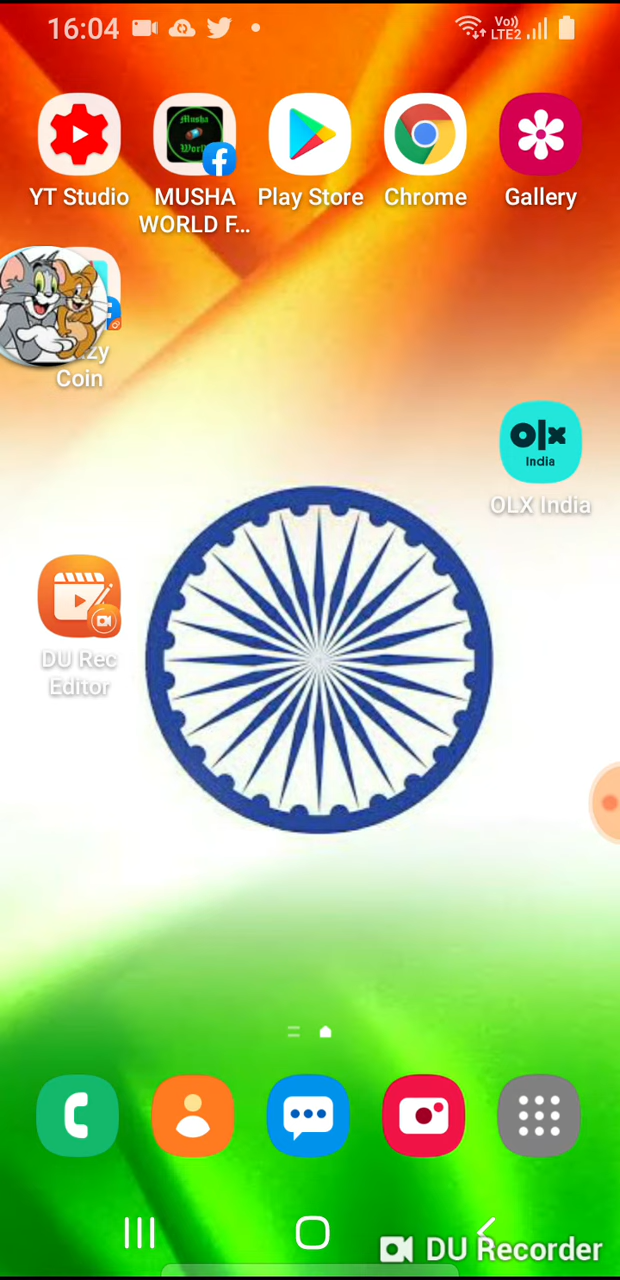 16:04
Vo))
LTE2
YT Studio
MUSHA
WORLD F...
Play Store
Chrome
Gallery
Musha
Coin
olx
India
OLX India
DU Rec
Editor
DU Recorder